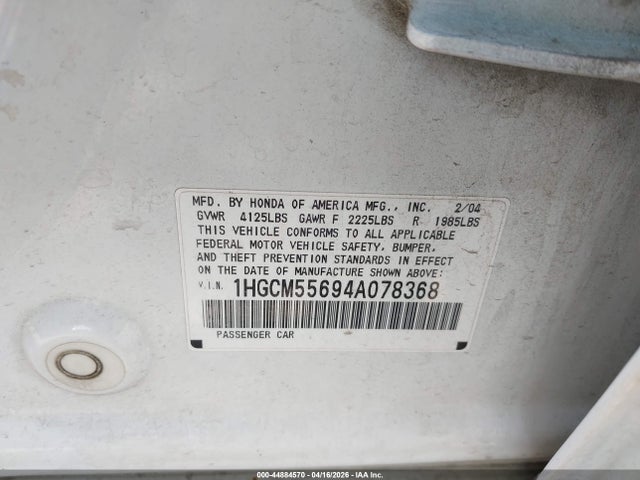 MFD. BY HONDA OF AMERICA MFG., INC. 2/04
GVWR 4125LBS GAWR F 2225LBS R 1985LBS
THIS VEHICLE CONFORMS TO ALL APPLICABLE
FEDERAL MOTOR VEHICLE SAFETY, BUMPER,
AND THEFT PREVENTION STANDARDS IN EFFECT
ON THE DATE OF MANUFACTURE SHOWN ABOVE:
V.I.N. 1HGCM55694A078368
PASSENGER CAR
000-44884570 - 04/16/2026 - IAA Inc.